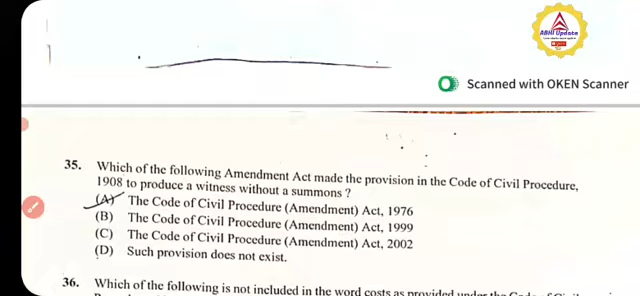 ABHI Update
Scanned with OKEN Scanner
35. Which of the following Amendment Act made the provision in the Code of Civil Procedure,
1908 to produce a witness without a summons ?
(A) The Code of Civil Procedure (Amendment) Act, 1976
(B) The Code of Civil Procedure (Amendment) Act, 1999
(C) The Code of Civil Procedure (Amendment) Act, 2002
(D) Such provision does not exist.
36. Which of the following is not included in the word costs as provided under the